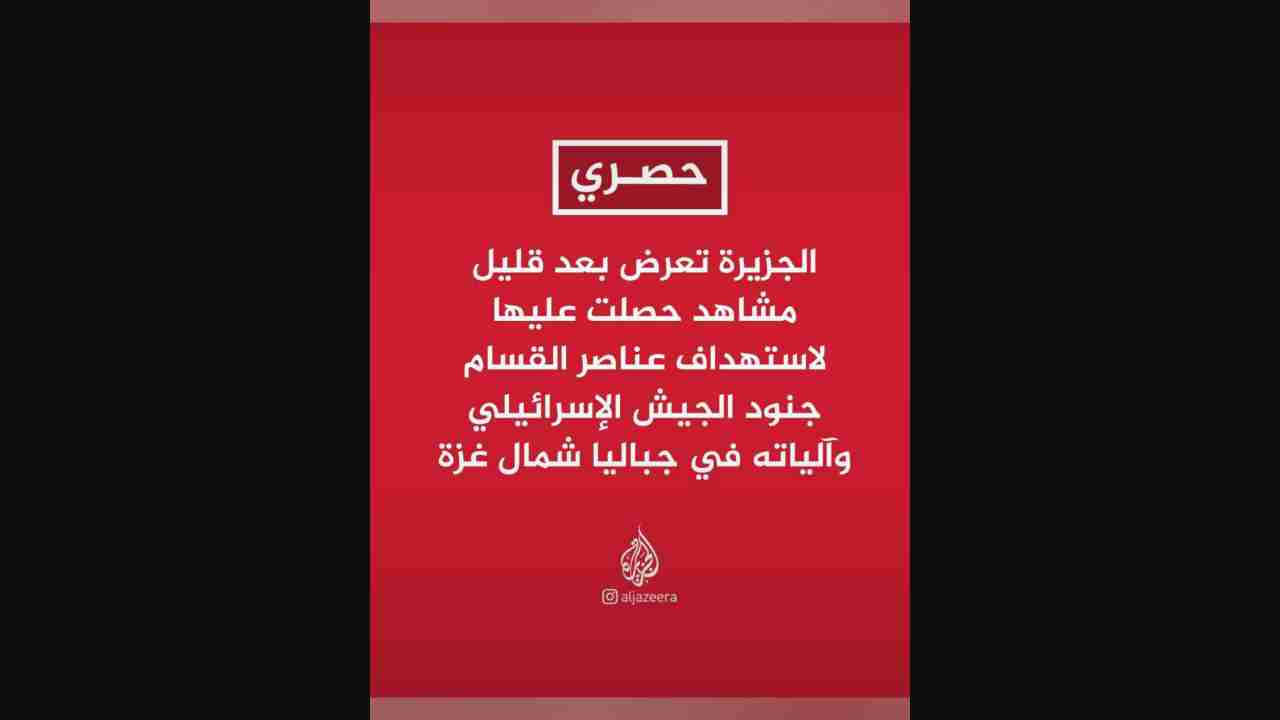 حصري
الجزيرة تعرض بعد قليل
مشاهد حصلت عليها
لاستهداف عناصر القسام
جنود الجيش الإسرائيلي
وآلياته في جباليا شمال غزة
الجزيرة
aljazeera